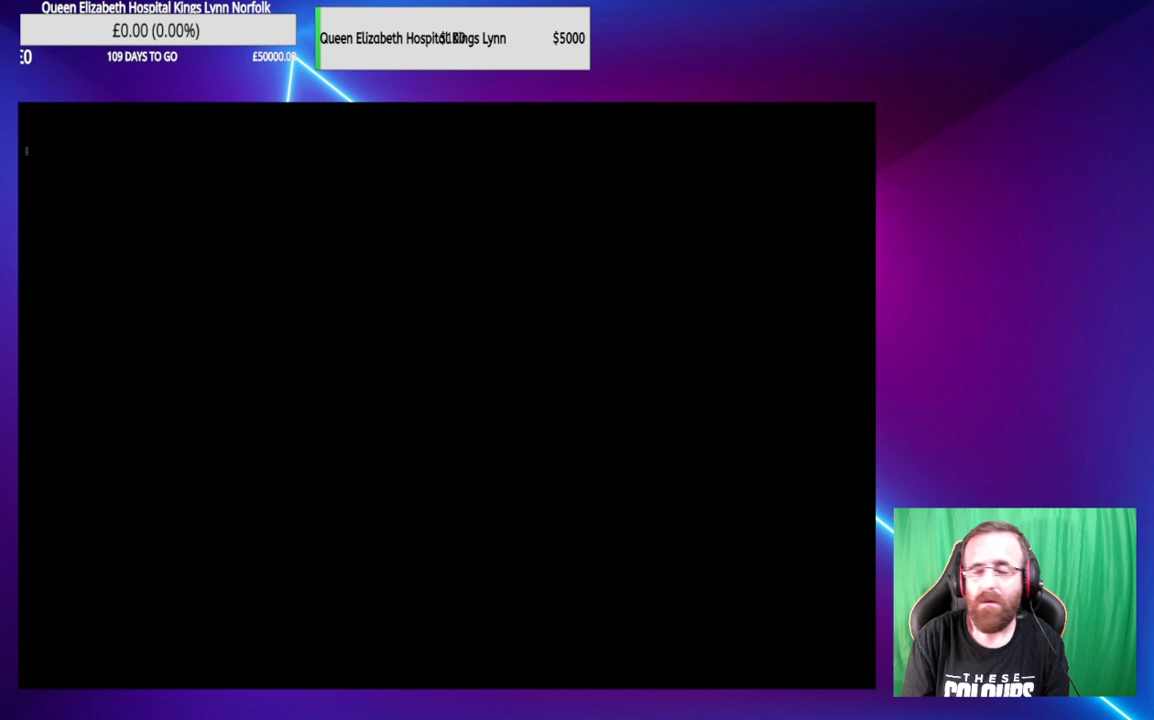 Queen Elizabeth Hospital Kings Lynn Norfolk
£0.00 (0.00%)
£0 109 DAYS TO GO £50000.00
Queen Elizabeth Hospital Kings Lynn $5000
THESE
COLOURS